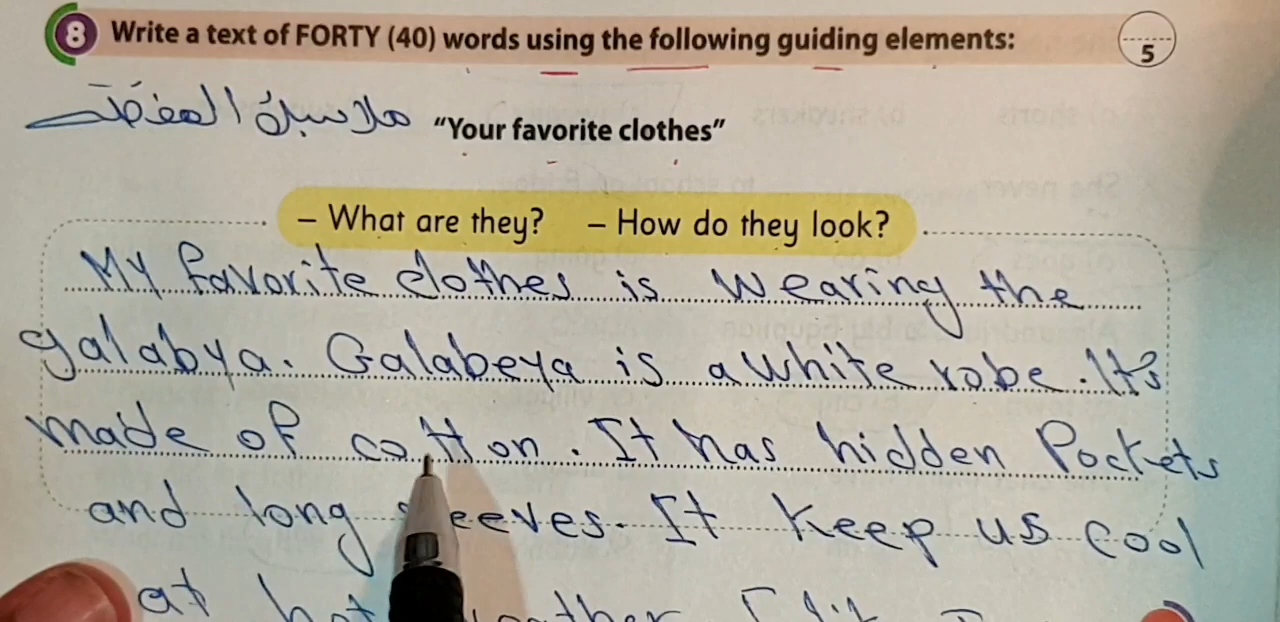 8 Write a text of FORTY (40) words using the following guiding elements: 5
ملابسك المفضلة "Your favorite clothes"
– What are they? – How do they look?
My favorite clothes is wearing the
galabya. Galabeya is a white robe. It's
made of cotton. It has hidden Pockets
and long It keep us cool
at